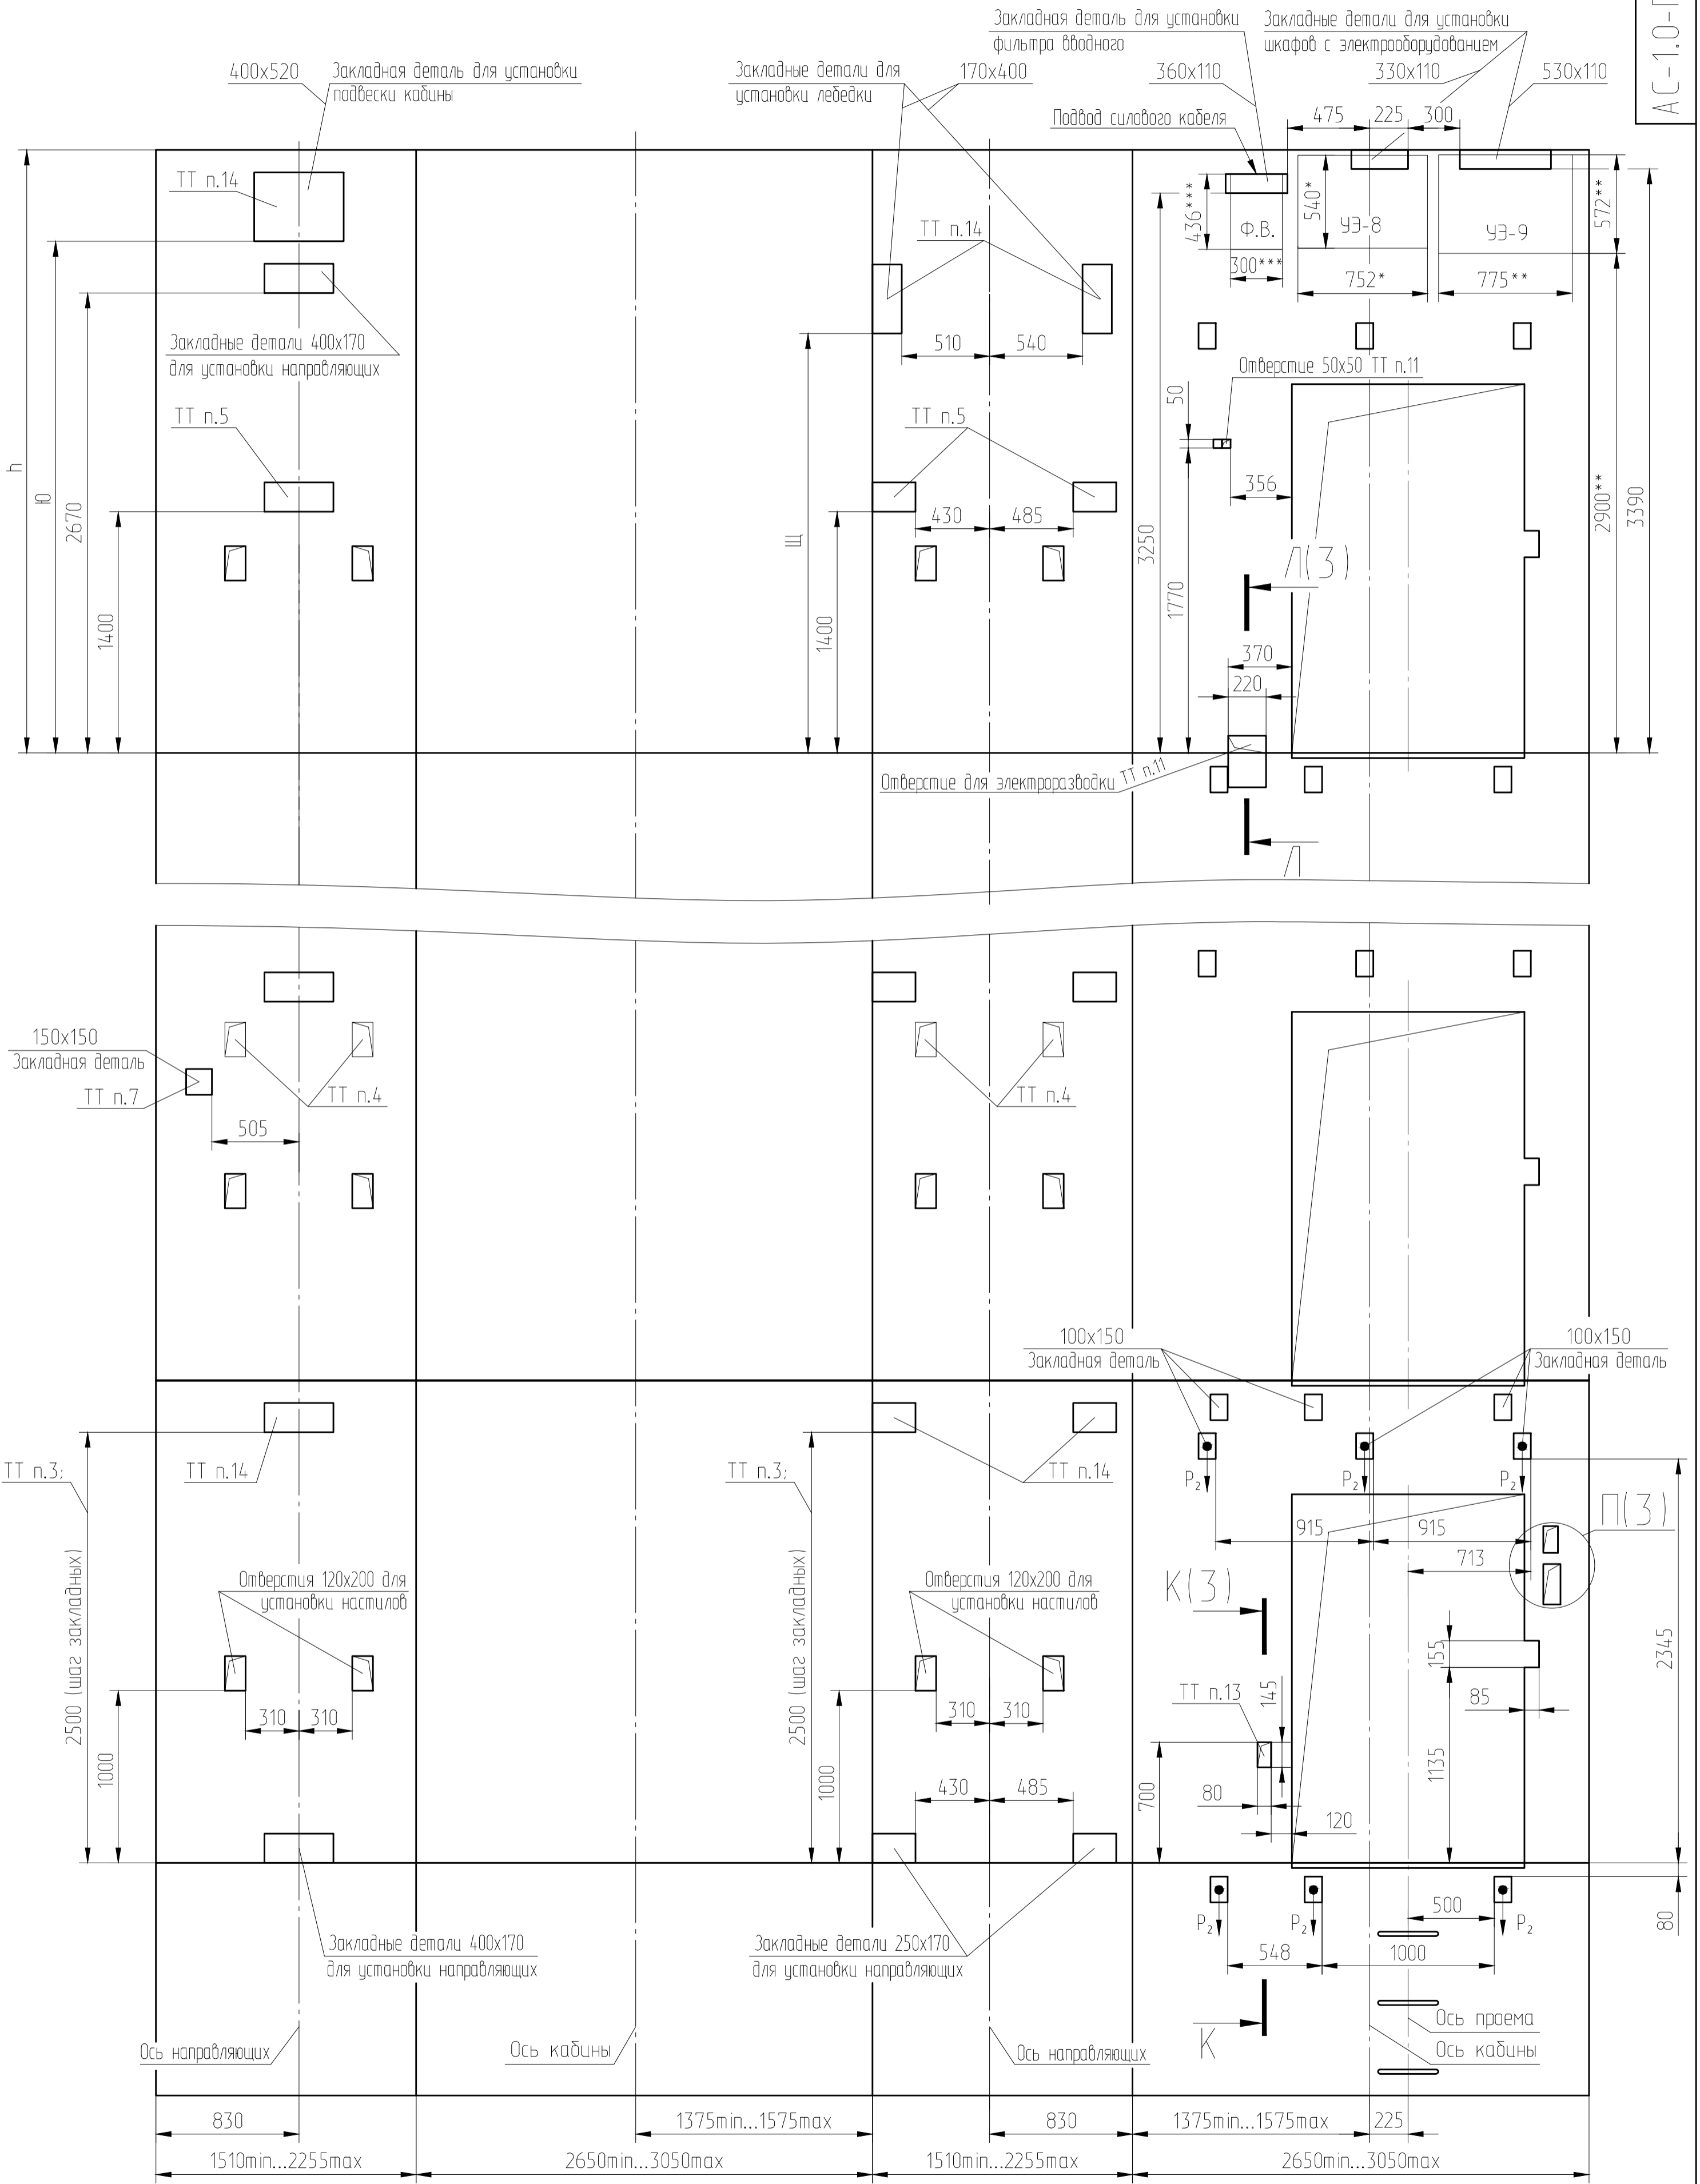 АС-1.0-П
Закладная деталь для установки
фильтра вводного
Закладные детали для установки
шкафов с электрооборудованием
400х520
Закладная деталь для установки
подвески кабины
Закладные детали для
установки лебедки
170х400
360х110
330х110
530х110
Подвод силового кабеля
475
225
300
ТТ п.14
ТТ п.14
436***
Ф.В.
300***
540*
УЭ-8
752*
УЭ-9
775**
572**
Закладные детали 400х170
для установки направляющих
510
540
Отверстие 50х50 ТТ п.11
50
ТТ п.5
ТТ п.5
h
Ю
2670
1400
Щ
1400
430
485
356
3250
1770
2900**
3390
Л(3)
370
220
Отверстие для электроразводки
ТТ п.11
Л
150х150
Закладная деталь
ТТ п.7
ТТ п.4
ТТ п.4
505
100х150
Закладная деталь
100х150
Закладная деталь
ТТ п.3;
ТТ п.14
ТТ п.3;
ТТ п.14
Р2
Р2
Р2
915
915
713
П(3)
2500 (шаг закладных)
2500 (шаг закладных)
Отверстия 120х200 для
установки настилов
Отверстия 120х200 для
установки настилов
К(3)
155
2345
310
310
310
310
ТТ п.13
145
85
1000
1000
430
485
700
80
120
1135
Р2
Р2
Р2
500
80
548
1000
Закладные детали 400х170
для установки направляющих
Закладные детали 250х170
для установки направляющих
К
Ось проема
Ось направляющих
Ось кабины
Ось направляющих
Ось кабины
830
1375min...1575max
830
1375min...1575max
225
1510min...2255max
2650min...3050max
1510min...2255max
2650min...3050max